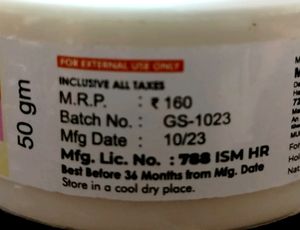 FOR EXTERNAL USE ONLY
INCLUSIVE ALL TAXES
M.R.P. : ₹ 160
Batch No. : GS-1023
Mfg Date : 10/23
Mfg. Lic. No. : 788 ISM HR
Best Before 36 Months from Mfg. Date
Store in a cool dry place.
50 gm